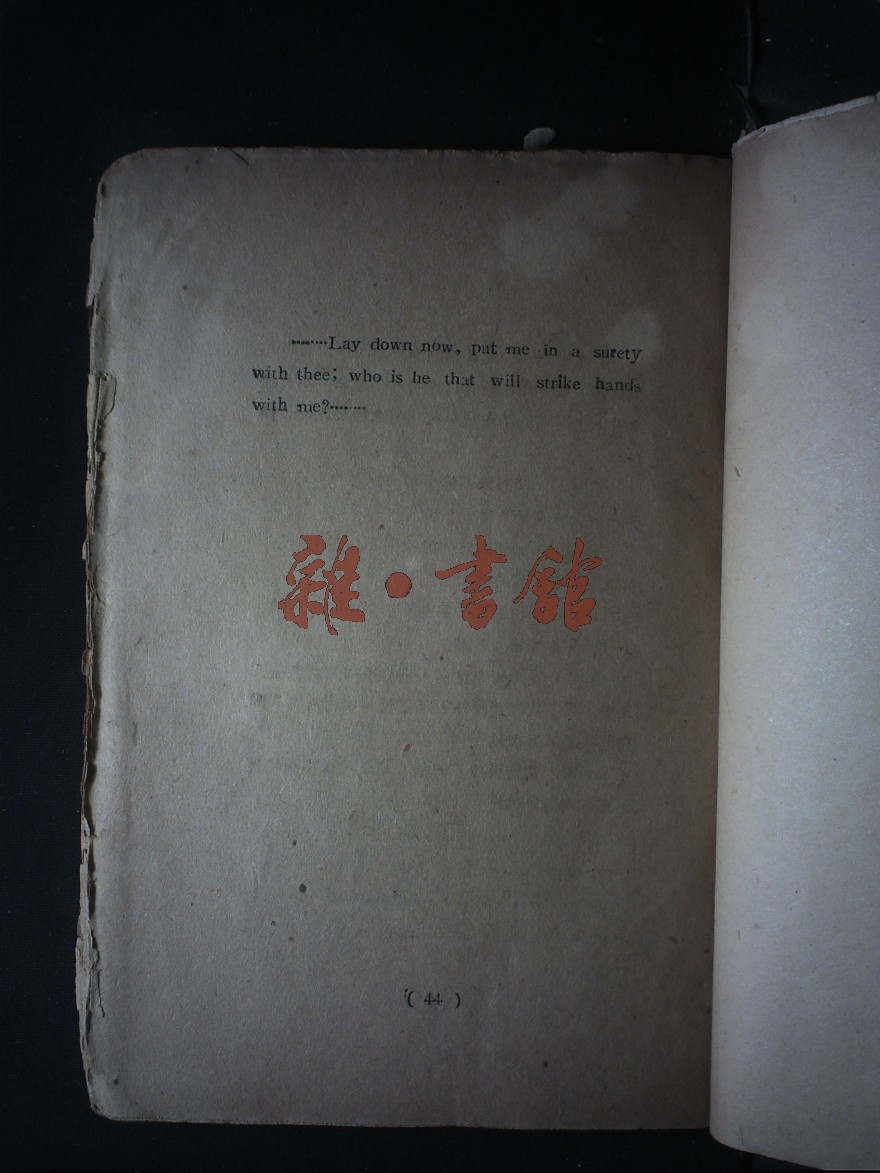 ········Lay down now, put me in a surety
with thee; who is he that will strike hands
with me?········
雜·書館
( 44 )